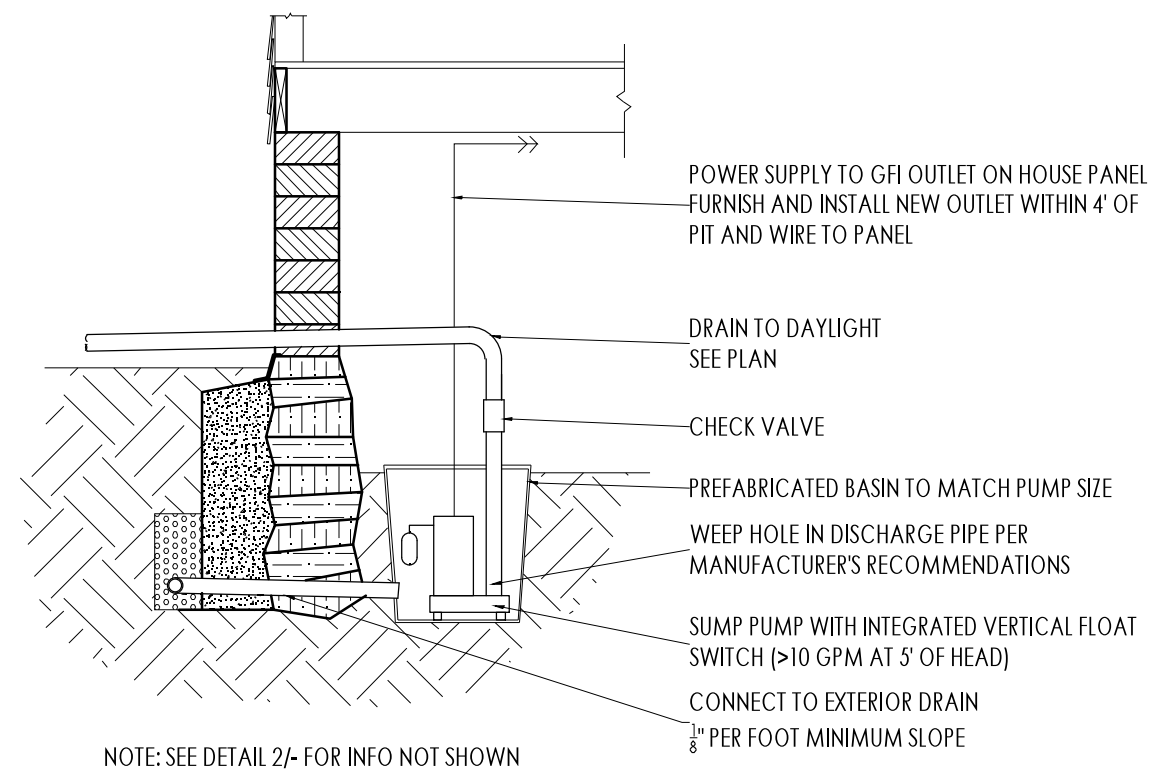 POWER SUPPLY TO GFI OUTLET ON HOUSE PANEL
FURNISH AND INSTALL NEW OUTLET WITHIN 4' OF
PIT AND WIRE TO PANEL
DRAIN TO DAYLIGHT
SEE PLAN
CHECK VALVE
PREFABRICATED BASIN TO MATCH PUMP SIZE
WEEP HOLE IN DISCHARGE PIPE PER
MANUFACTURER'S RECOMMENDATIONS
SUMP PUMP WITH INTEGRATED VERTICAL FLOAT
SWITCH (>10 GPM AT 5' OF HEAD)
CONNECT TO EXTERIOR DRAIN
1/8" PER FOOT MINIMUM SLOPE
NOTE: SEE DETAIL 2/- FOR INFO NOT SHOWN